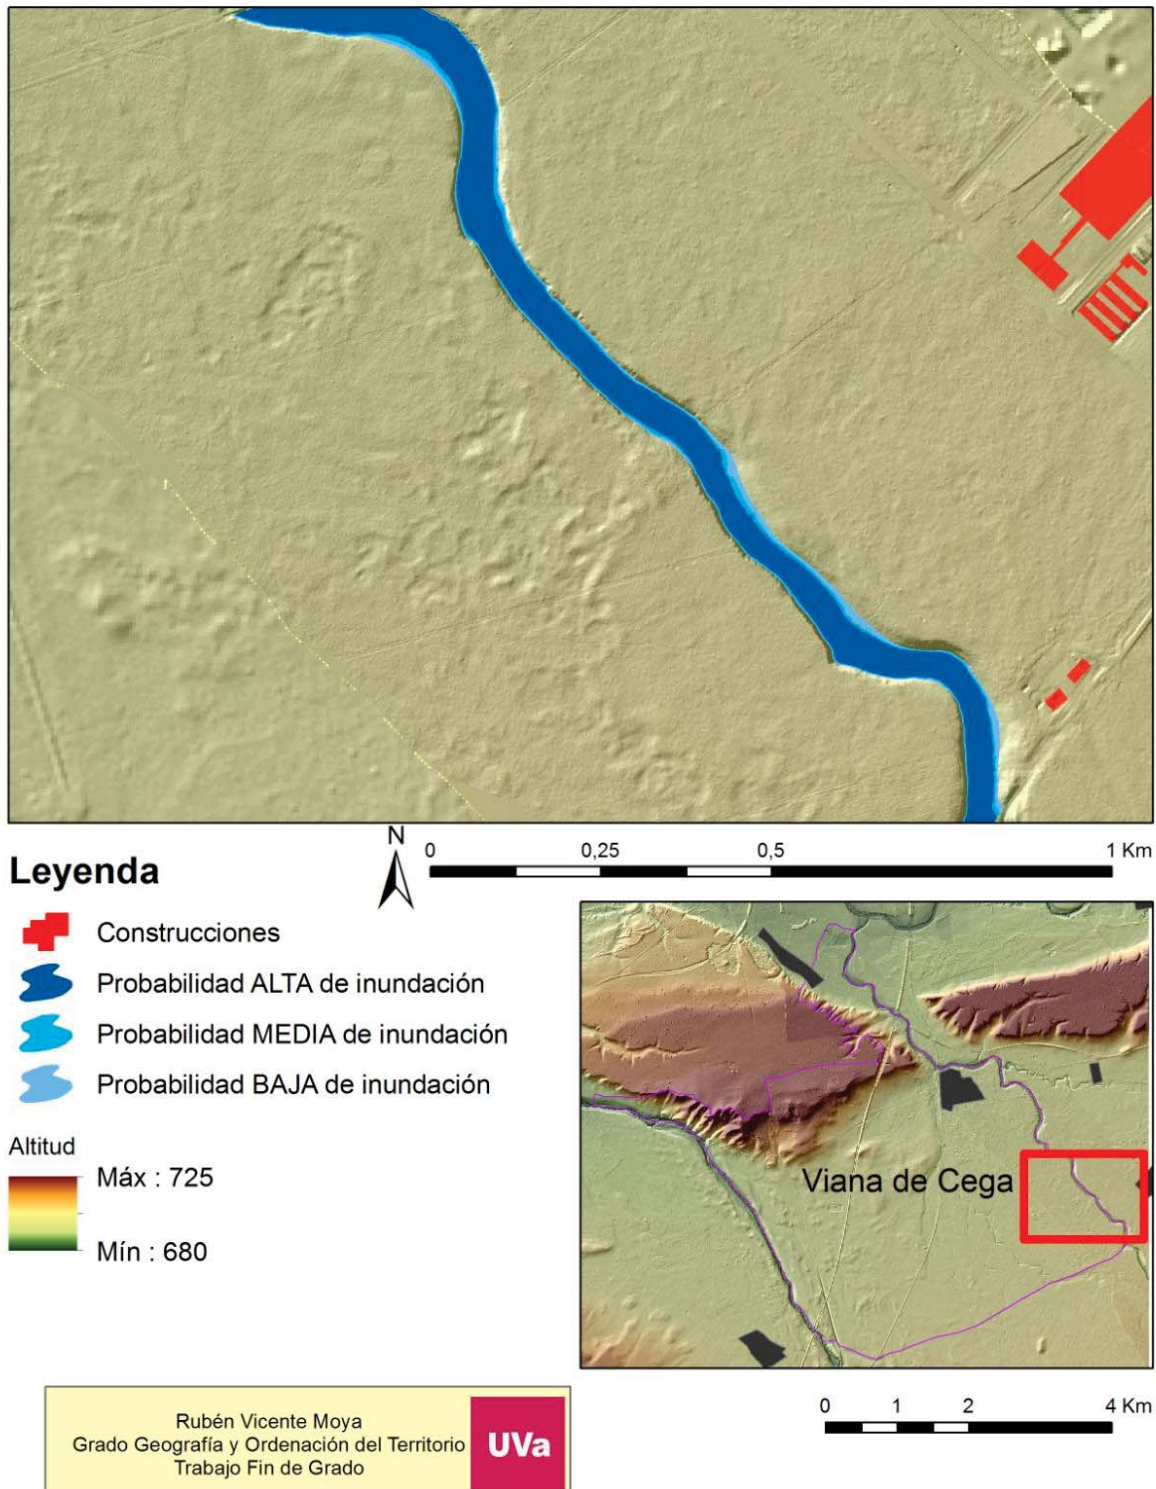 N
0 0,25 0,5 1 Km
Leyenda
Construcciones
Probabilidad ALTA de inundación
Probabilidad MEDIA de inundación
Probabilidad BAJA de inundación
Altitud
Máx : 725
Mín : 680
Viana de Cega
0 1 2 4 Km
Rubén Vicente Moya
Grado Geografía y Ordenación del Territorio
Trabajo Fin de Grado
UVa